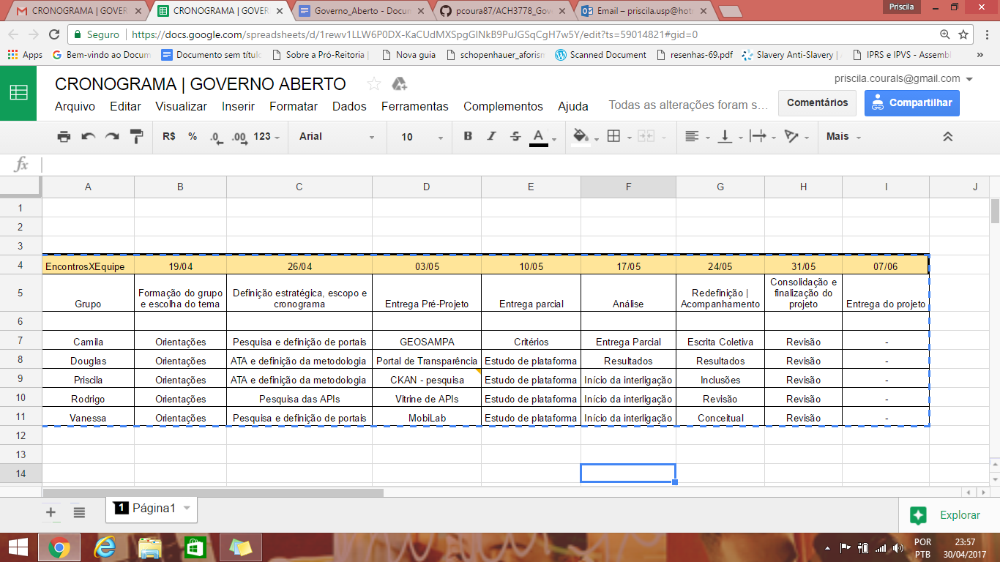 CRONOGRAMA | GOVER
CRONOGRAMA | GOVER
Governo_Aberto - Docum
pcoura87/ACH3778_Gov
Email – priscila.usp@hotm
Priscila
Seguro
https://docs.google.com/spreadsheets/d/1rewv1LLW6P0DX-KaCUdMXSpgGlNkB9PuJGSqCgH7w5Y/edit?ts=59014821#gid=0
Apps
Bem-vindo ao Docum
Documento sem título
Sobre a Pró-Reitoria |
Nova guia
schopenhauer_aforism
Scanned Document
resenhas-69.pdf
Slavery Anti-Slavery |
IPRS e IPVS - Assembl
»
CRONOGRAMA | GOVERNO ABERTO
priscila.courals@gmail.com
Arquivo Editar Visualizar Inserir Formatar Dados Ferramentas Complementos Ajuda
Todas as alterações foram s...
Comentários
Compartilhar
R$ % .0 .00 123 Arial 10 B I S A Mais
fx
A B C D E F G H I J
1
2
3
4 EncontrosXEquipe 19/04 26/04 03/05 10/05 17/05 24/05 31/05 07/06
5 Grupo
Formação do grupo
e escolha do tema
Definição estratégica, escopo e
cronograma
Entrega Pré-Projeto
Entrega parcial
Análise
Redefinição |
Acompanhamento
Consolidação e
finalização do
projeto
Entrega do projeto
6
7 Camila Orientações Pesquisa e definição de portais GEOSAMPA Critérios Entrega Parcial Escrita Coletiva Revisão -
8 Douglas Orientações ATA e definição da metodologia Portal de Transparência Estudo de plataforma Resultados Resultados Revisão -
9 Priscila Orientações ATA e definição da metodologia CKAN - pesquisa Estudo de plataforma Início da interligação Inclusões Revisão -
10 Rodrigo Orientações Pesquisa das APIs Vitrine de APIs Estudo de plataforma Início da interligação Revisão Revisão -
11 Vanessa Orientações Pesquisa e definição de portais MobiLab Estudo de plataforma Início da interligação Conceitual Revisão -
12
13
14
1 Página1
Explorar
POR
PTB
23:57
30/04/2017